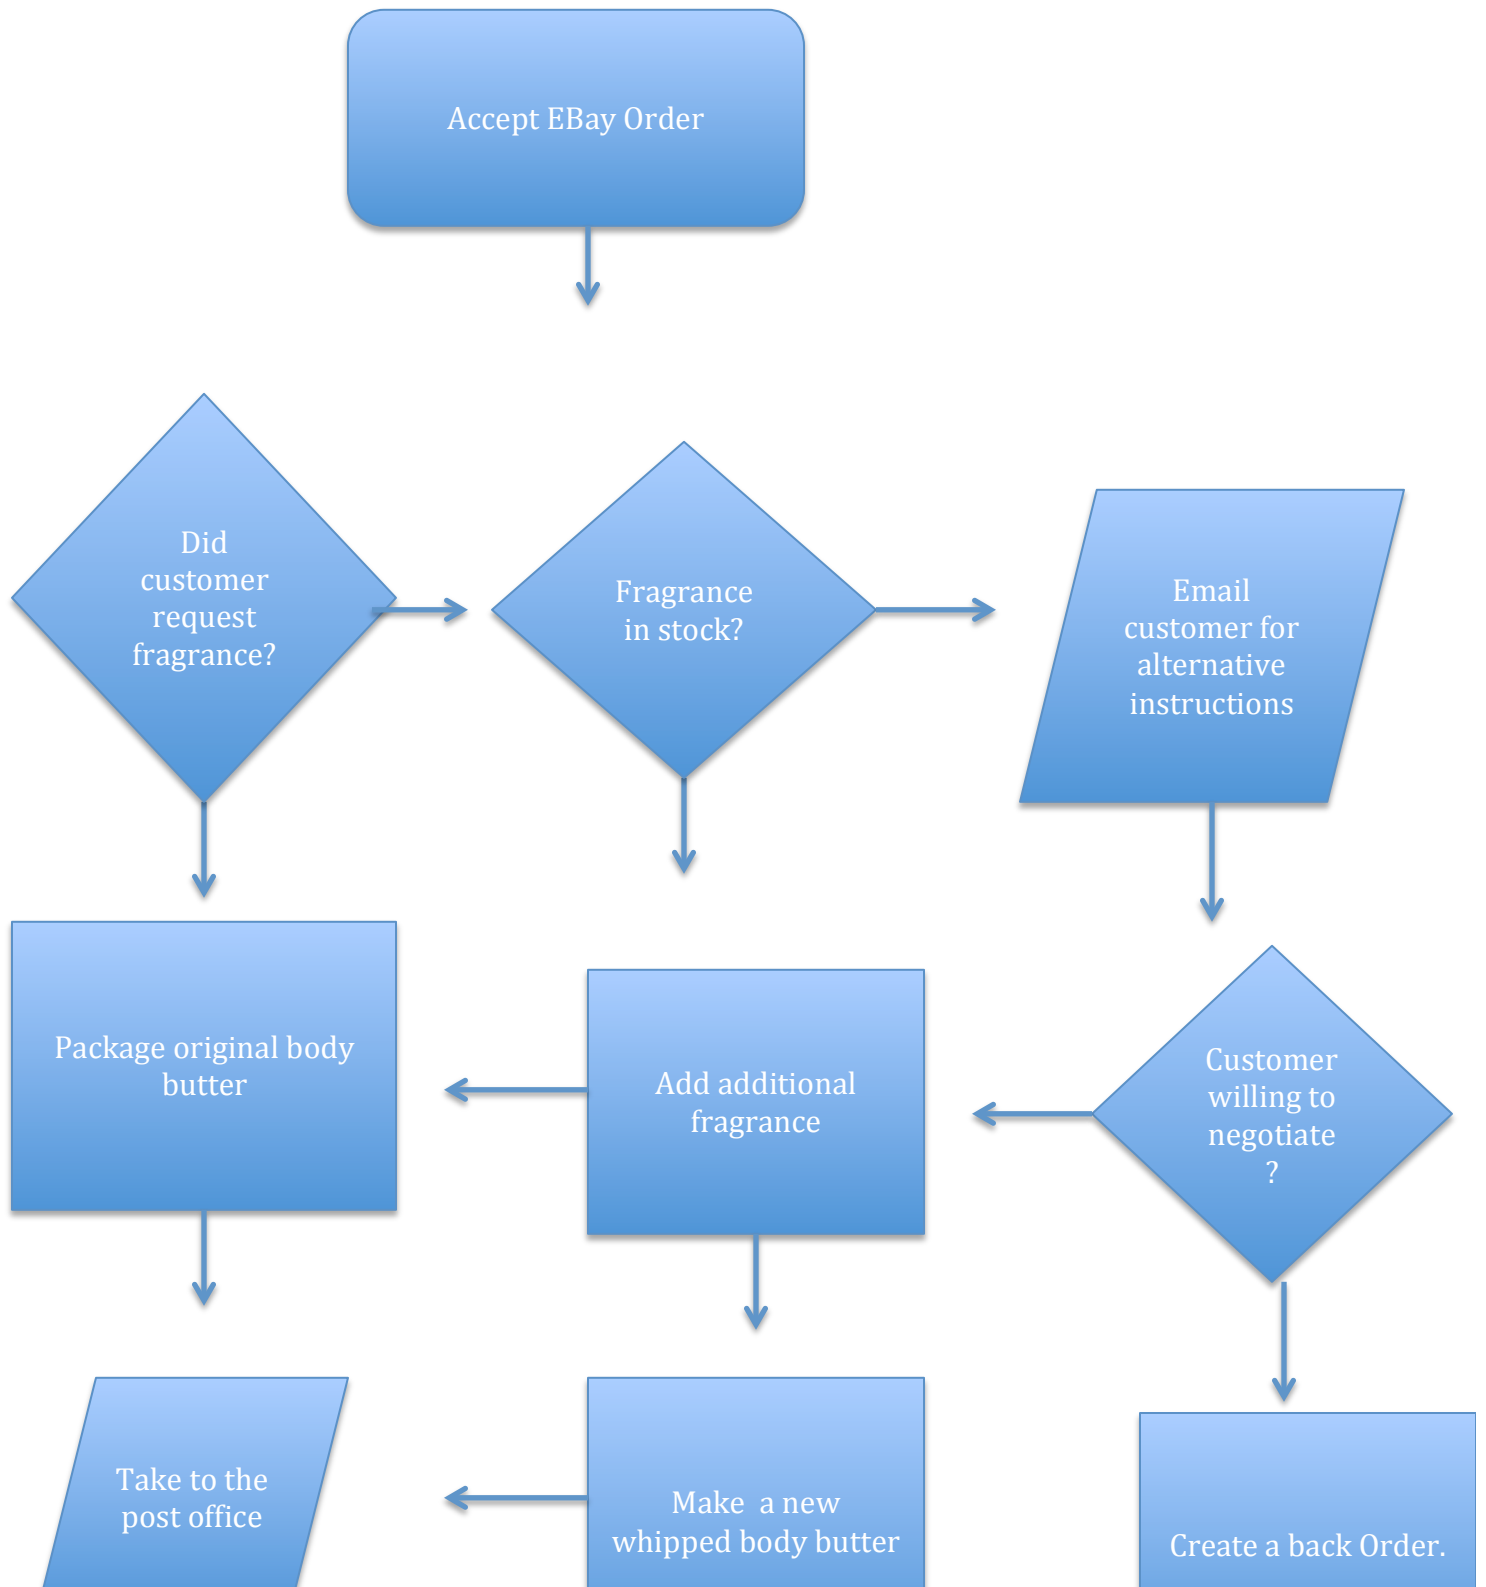 Accept EBay Order
Did
customer
request
fragrance?
Fragrance
in stock?
Email
customer for
alternative
instructions
Package original body
butter
Add additional
fragrance
Customer
willing to
negotiate
?
Take to the
post office
Make  a new
whipped body butter
Create a back Order.